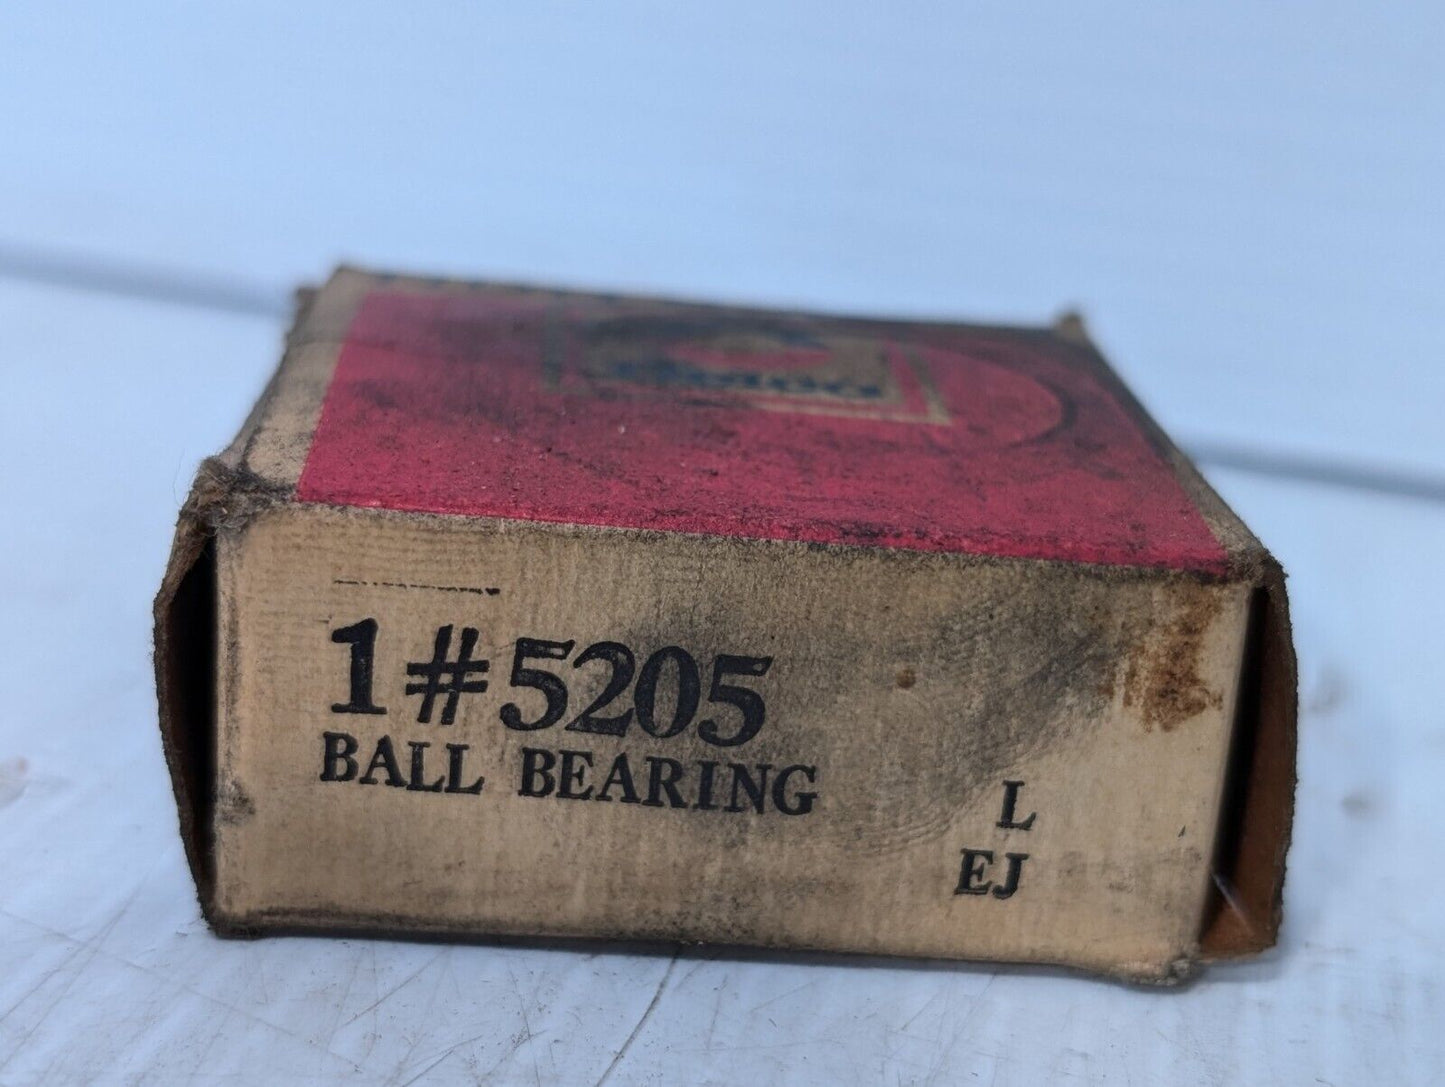 1 # 5205
BALL BEARING
L
EJ